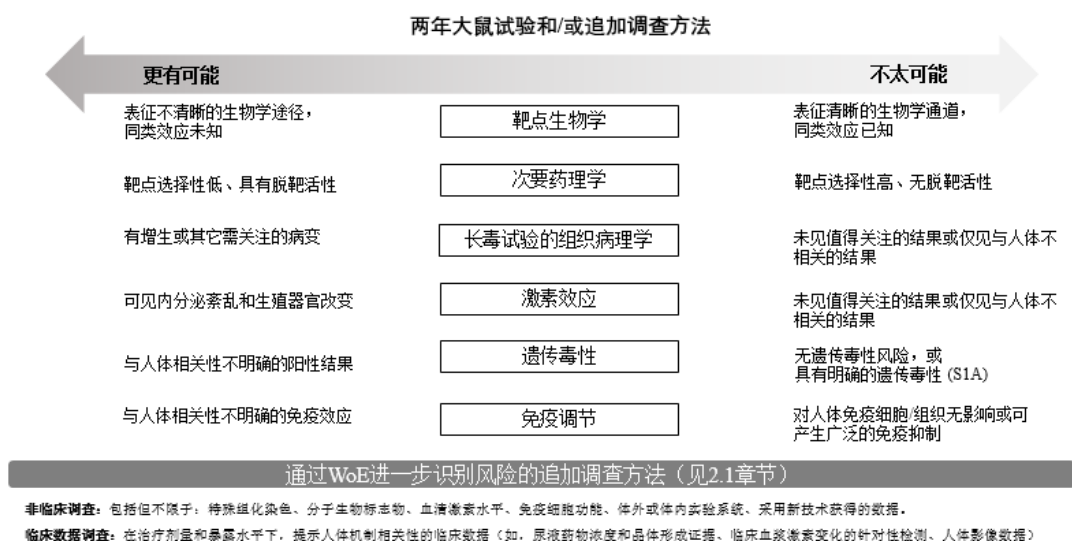 两年大鼠试验和/或追加调查方法
更有可能
不太可能
表征不清晰的生物学途径，
同类效应未知
靶点生物学
表征清晰的生物学通道，
同类效应已知
靶点选择性低、具有脱靶活性
次要药理学
靶点选择性高、无脱靶活性
有增生或其它需关注的病变
长毒试验的组织病理学
未见值得关注的结果或仅见与人体不
相关的结果
可见内分泌紊乱和生殖器官改变
激素效应
未见值得关注的结果或仅见与人体不
相关的结果
与人体相关性不明确的阳性结果
遗传毒性
无遗传毒性风险，或
具有明确的遗传毒性 (S1A)
与人体相关性不明确的免疫效应
免疫调节
对人体免疫细胞/组织无影响或可
产生广泛的免疫抑制
通过WoE进一步识别风险的追加调查方法（见2.1章节）
非临床调查：包括但不限于：特殊组化染色、分子生物标志物、血清激素水平、免疫细胞功能、体外或体内实验系统、采用新技术获得的数据。
临床数据调查：在治疗剂量和暴露水平下，提示人体机制相关性的临床数据（如，尿液药物浓度和晶体形成证据、临床血浆激素变化的针对性检测、人体影像数据）